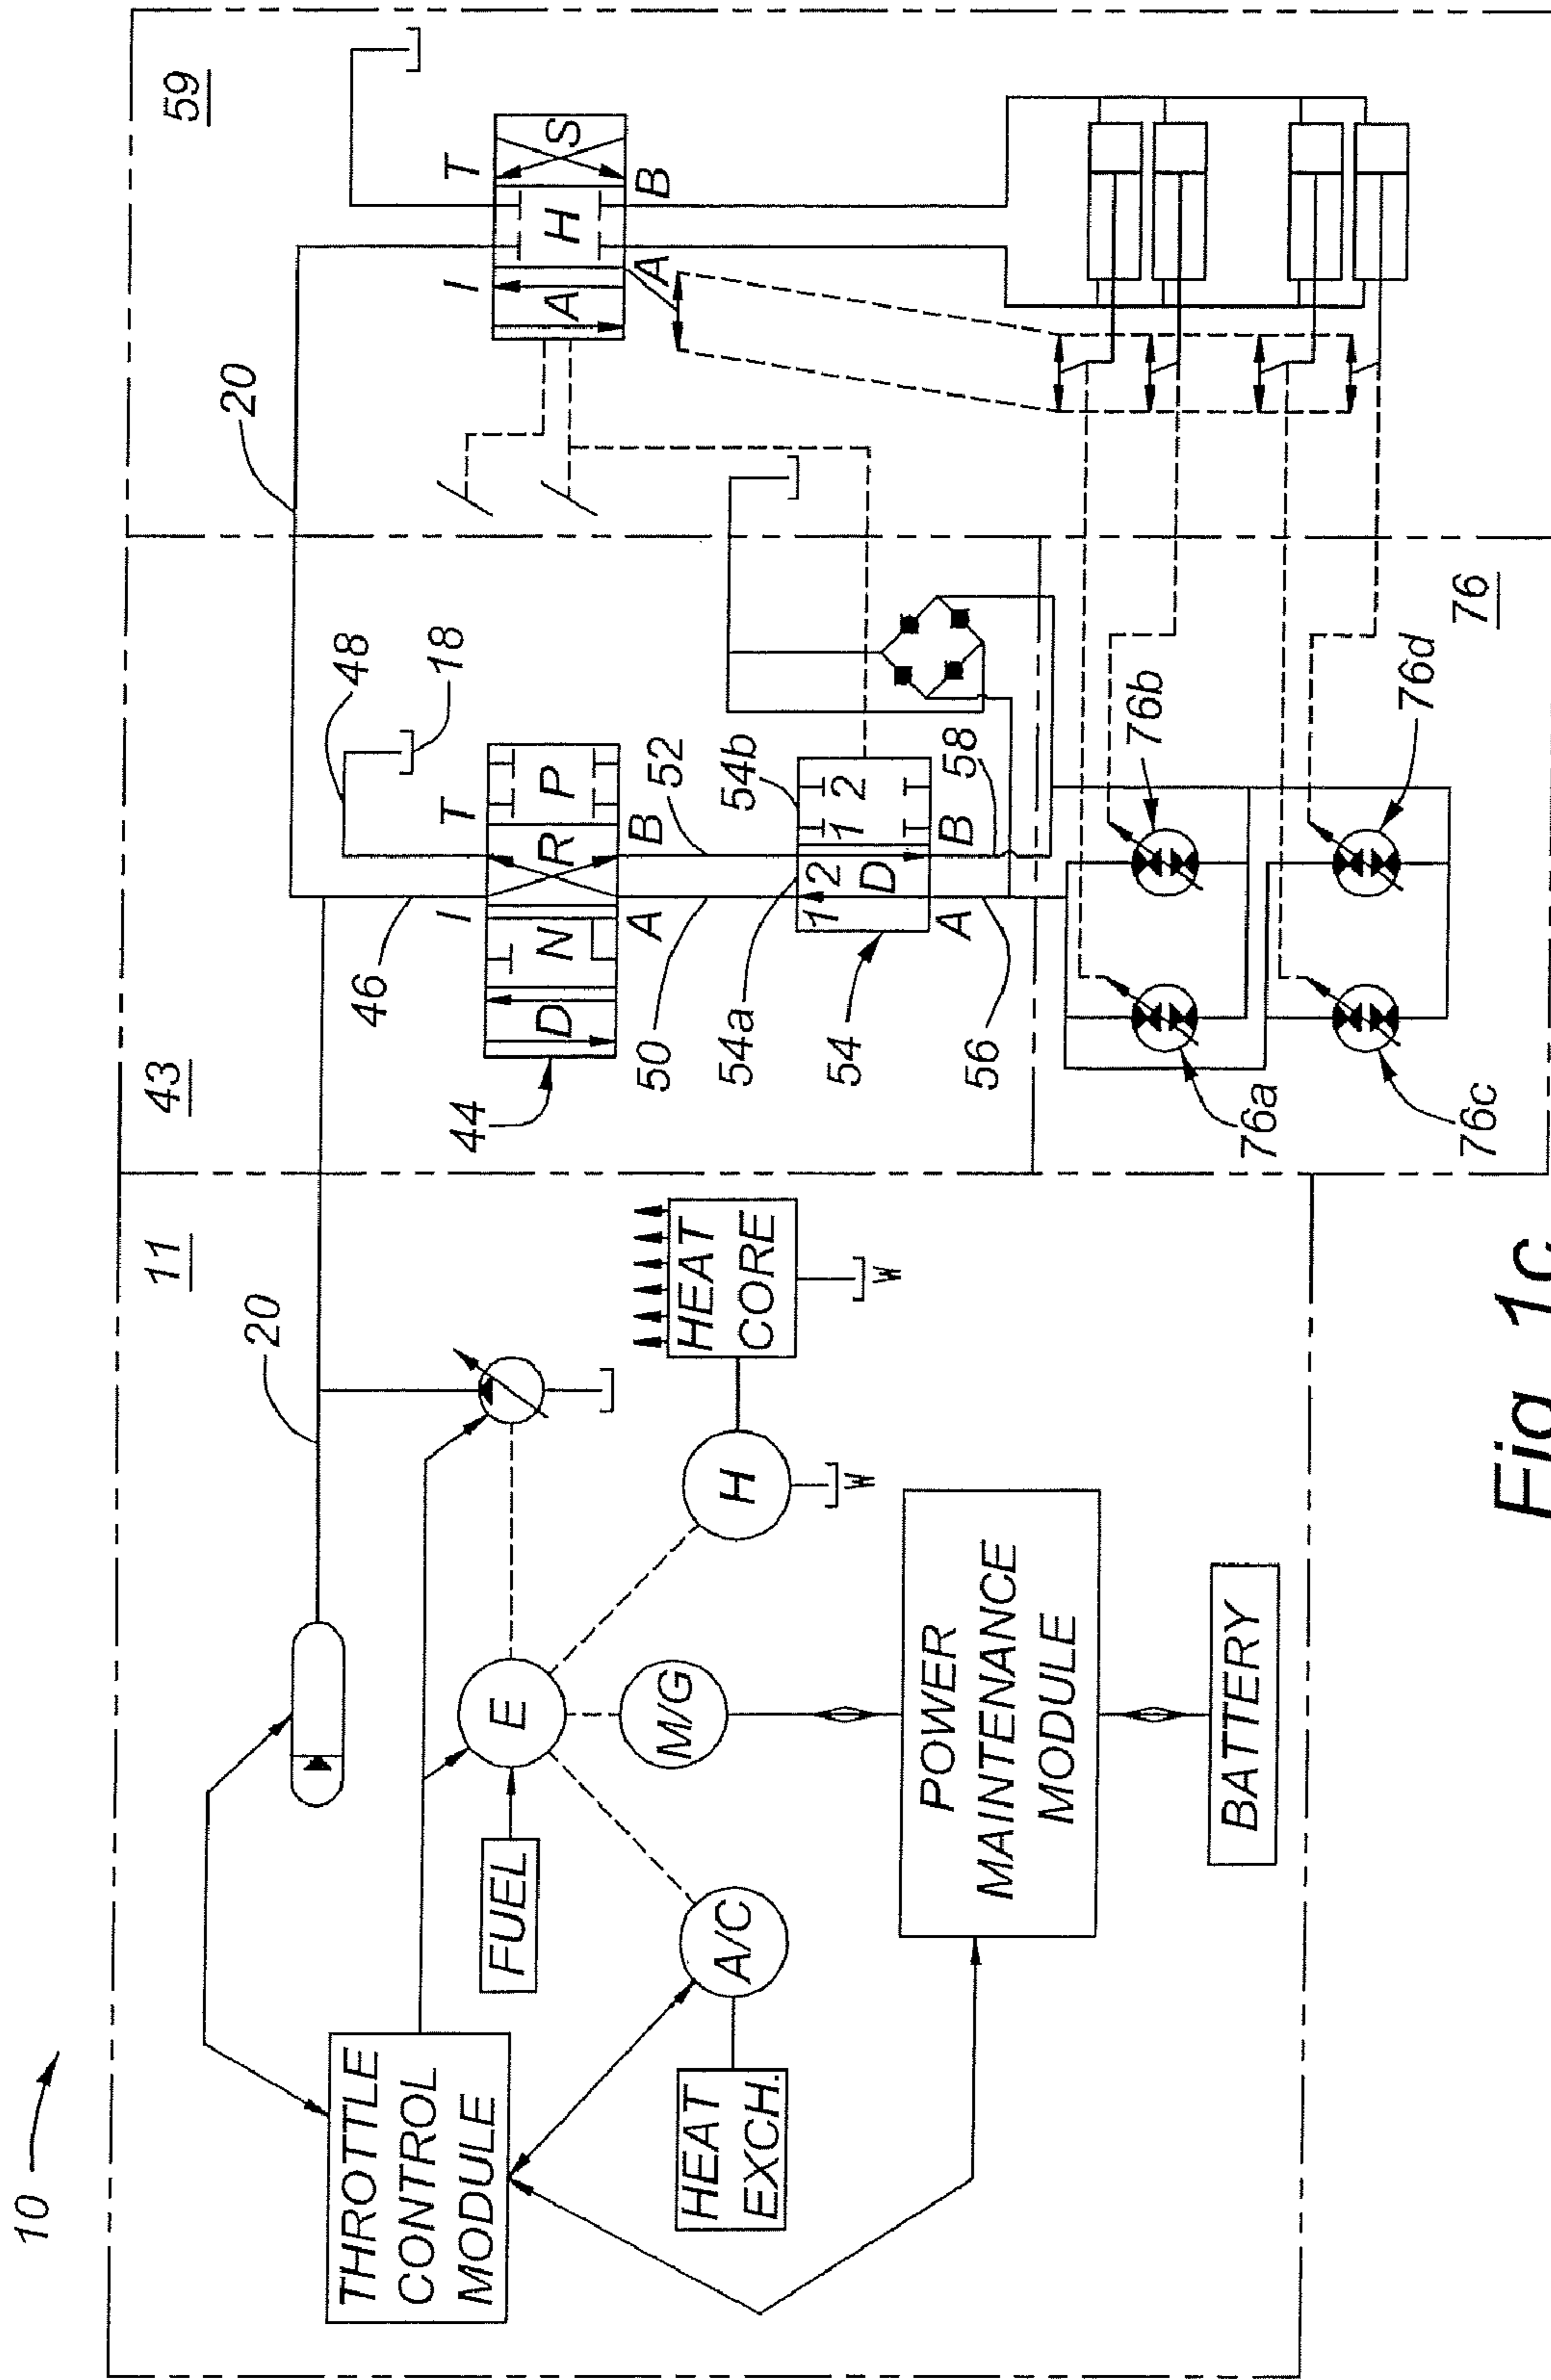 10
11
20
THROTTLE
CONTROL
MODULE
FUEL
E
HEAT
EXCH.
A/C
M/G
H
W
HEAT
CORE
W
POWER
MAINTENANCE
MODULE
BATTERY
43
20
46
48
18
44
D
N
R
P
I
T
A
B
50
52
54a
54b
54
1
2
D
1
2
A
B
56
58
59
I
T
A
H
S
A
B
76
76a
76b
76c
76d
Fig. 1c